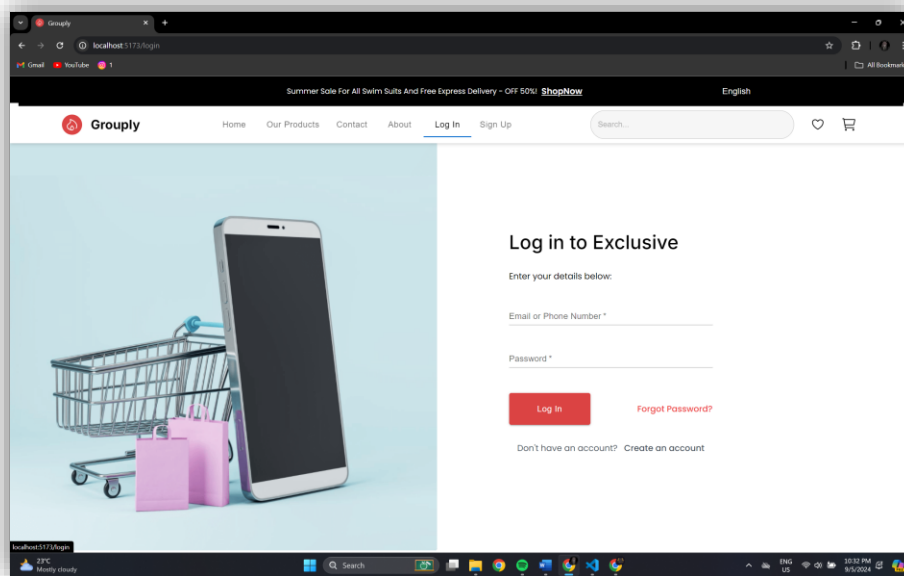 Grouply
localhost:5173/login
Gmail YouTube 1 All Bookmark
Summer Sale For All Swim Suits And Free Express Delivery - OFF 50%! ShopNow English
Grouply Home Our Products Contact About Log In Sign Up Search...
Log in to Exclusive
Enter your details below:
Email or Phone Number *
Password *
Log In Forgot Password?
Don't have an account? Create an account
localhost:5173/login
23°C Search ENG 10:32 PM
Mostly cloudy US 9/5/2024